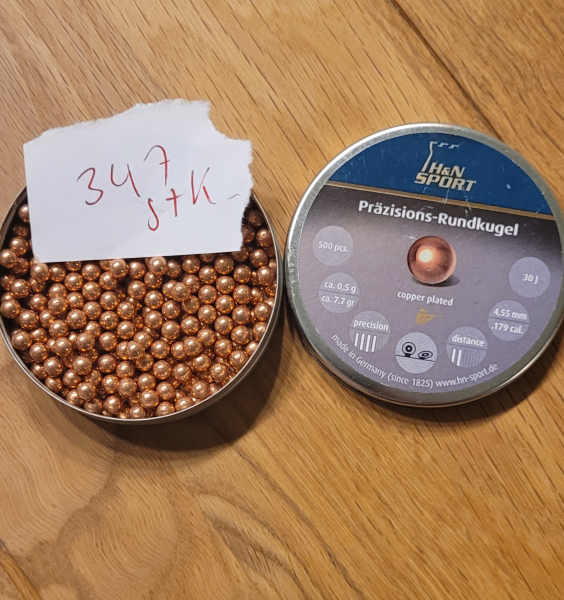 347
stk
H&N
SPORT
Präzisions-Rundkugel
500 pcs.
30 J
ca. 0,5 g
ca. 7.7 gr
copper plated
4,55 mm
.179 cal.
precision
distance
made in Germany (since 1825) www.hn-sport.de